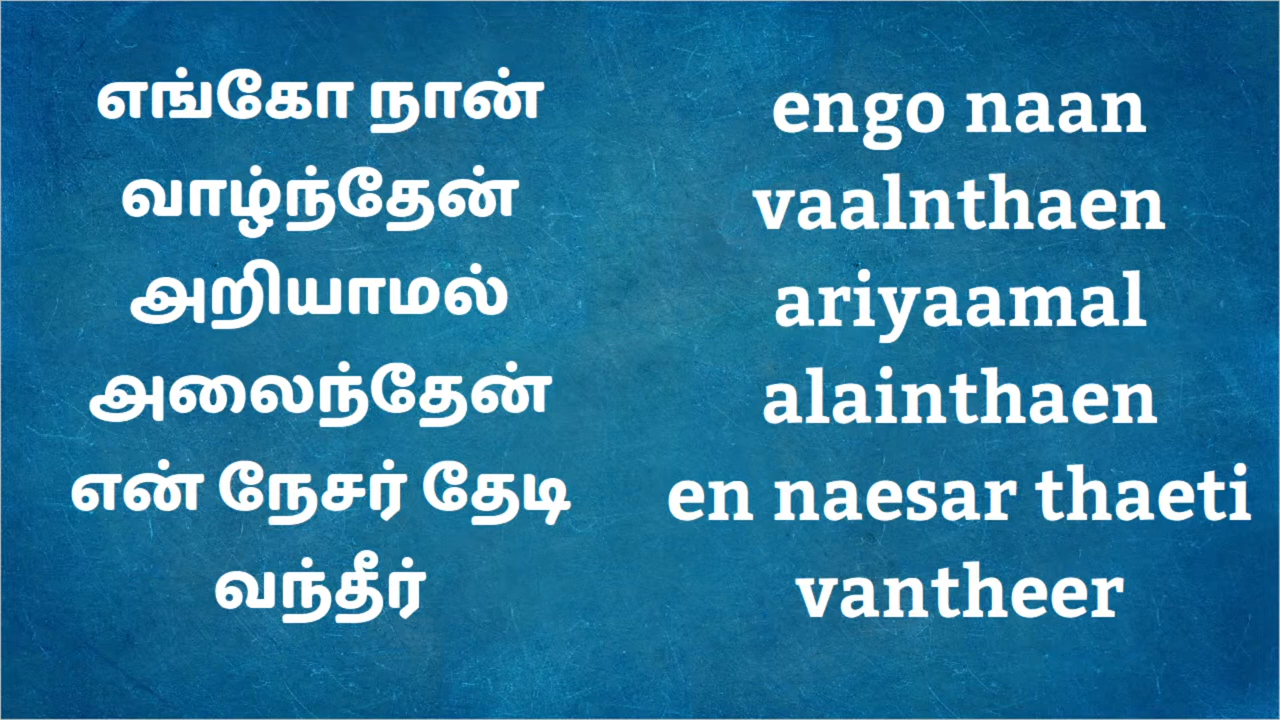 எங்கோ நான்
வாழ்ந்தேன்
அறியாமல்
அலைந்தேன்
என் நேசர் தேடி
வந்தீர்
engo naan
vaalnthaen
ariyaamal
alainthaen
en naesar thaeti
vantheer